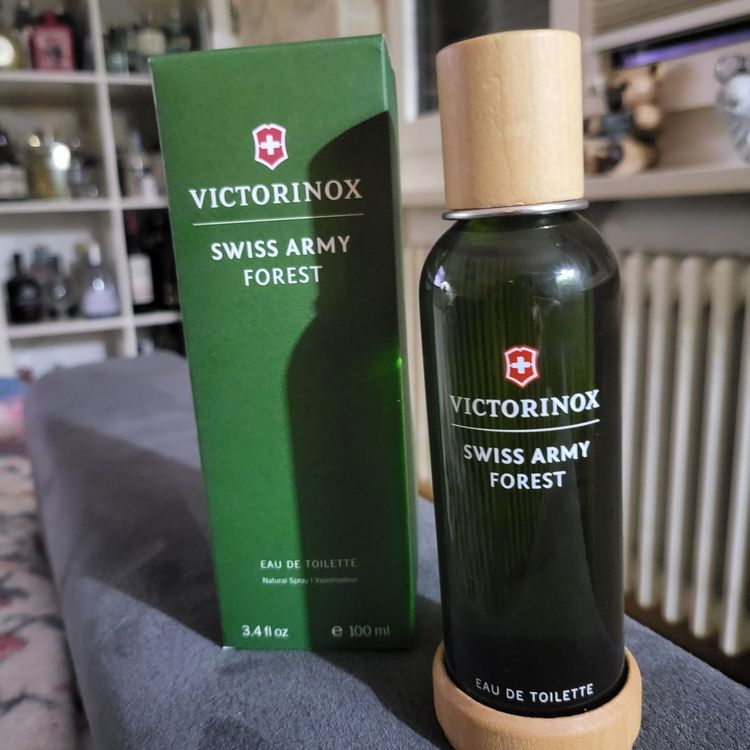 VICTORINOX
SWISS ARMY
FOREST
EAU DE TOILETTE
Natural Spray | Vaporisateur
3.4 fl oz ℮ 100 ml
VICTORINOX
SWISS ARMY
FOREST
EAU DE TOILETTE